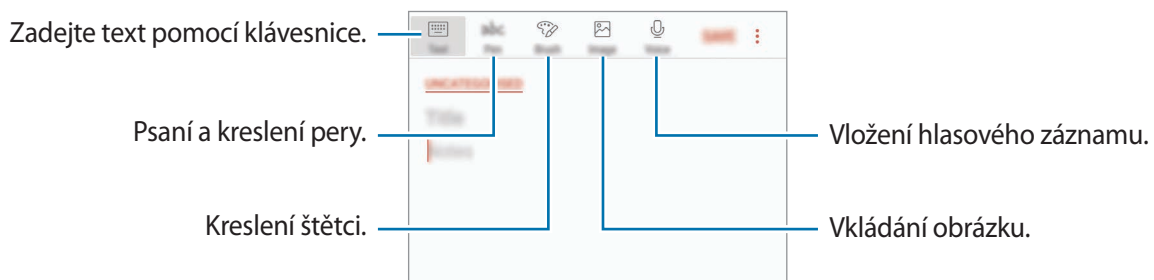 Zadejte text pomocí klávesnice.
Text Pen Brush Image Voice SAVE
UNCATEGORISED
Title
Psaní a kreslení pery.
Vložení hlasového záznamu.
Notes
Kreslení štětci.
Vkládání obrázku.